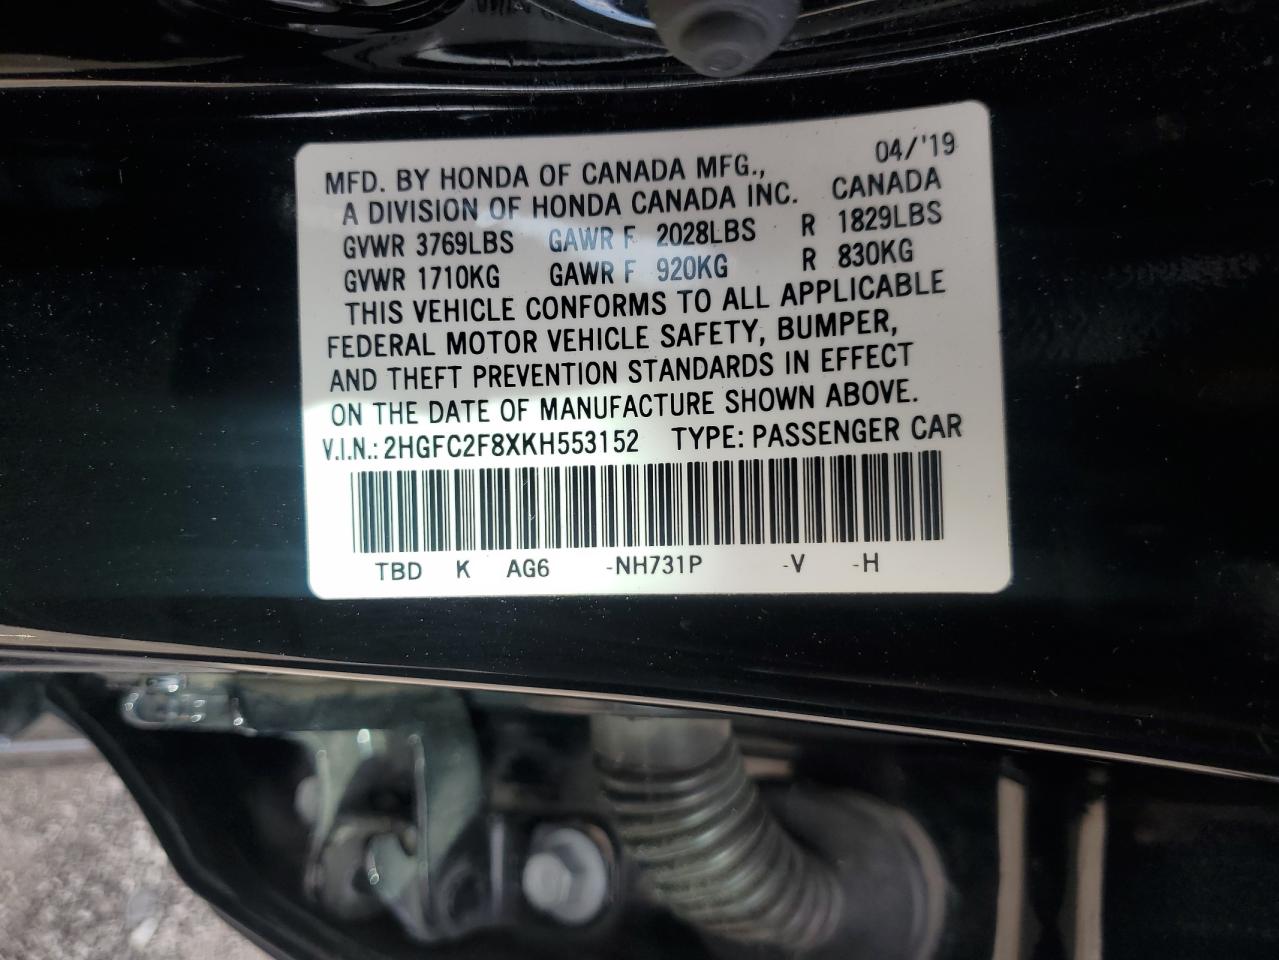 MFD. BY HONDA OF CANADA MFG., 04/'19
A DIVISION OF HONDA CANADA INC. CANADA
GVWR 3769LBS GAWR F 2028LBS R 1829LBS
GVWR 1710KG GAWR F 920KG R 830KG
THIS VEHICLE CONFORMS TO ALL APPLICABLE
FEDERAL MOTOR VEHICLE SAFETY, BUMPER,
AND THEFT PREVENTION STANDARDS IN EFFECT
ON THE DATE OF MANUFACTURE SHOWN ABOVE.
V.I.N.: 2HGFC2F8XKH553152 TYPE: PASSENGER CAR
TBD K AG6 -NH731P -V -H